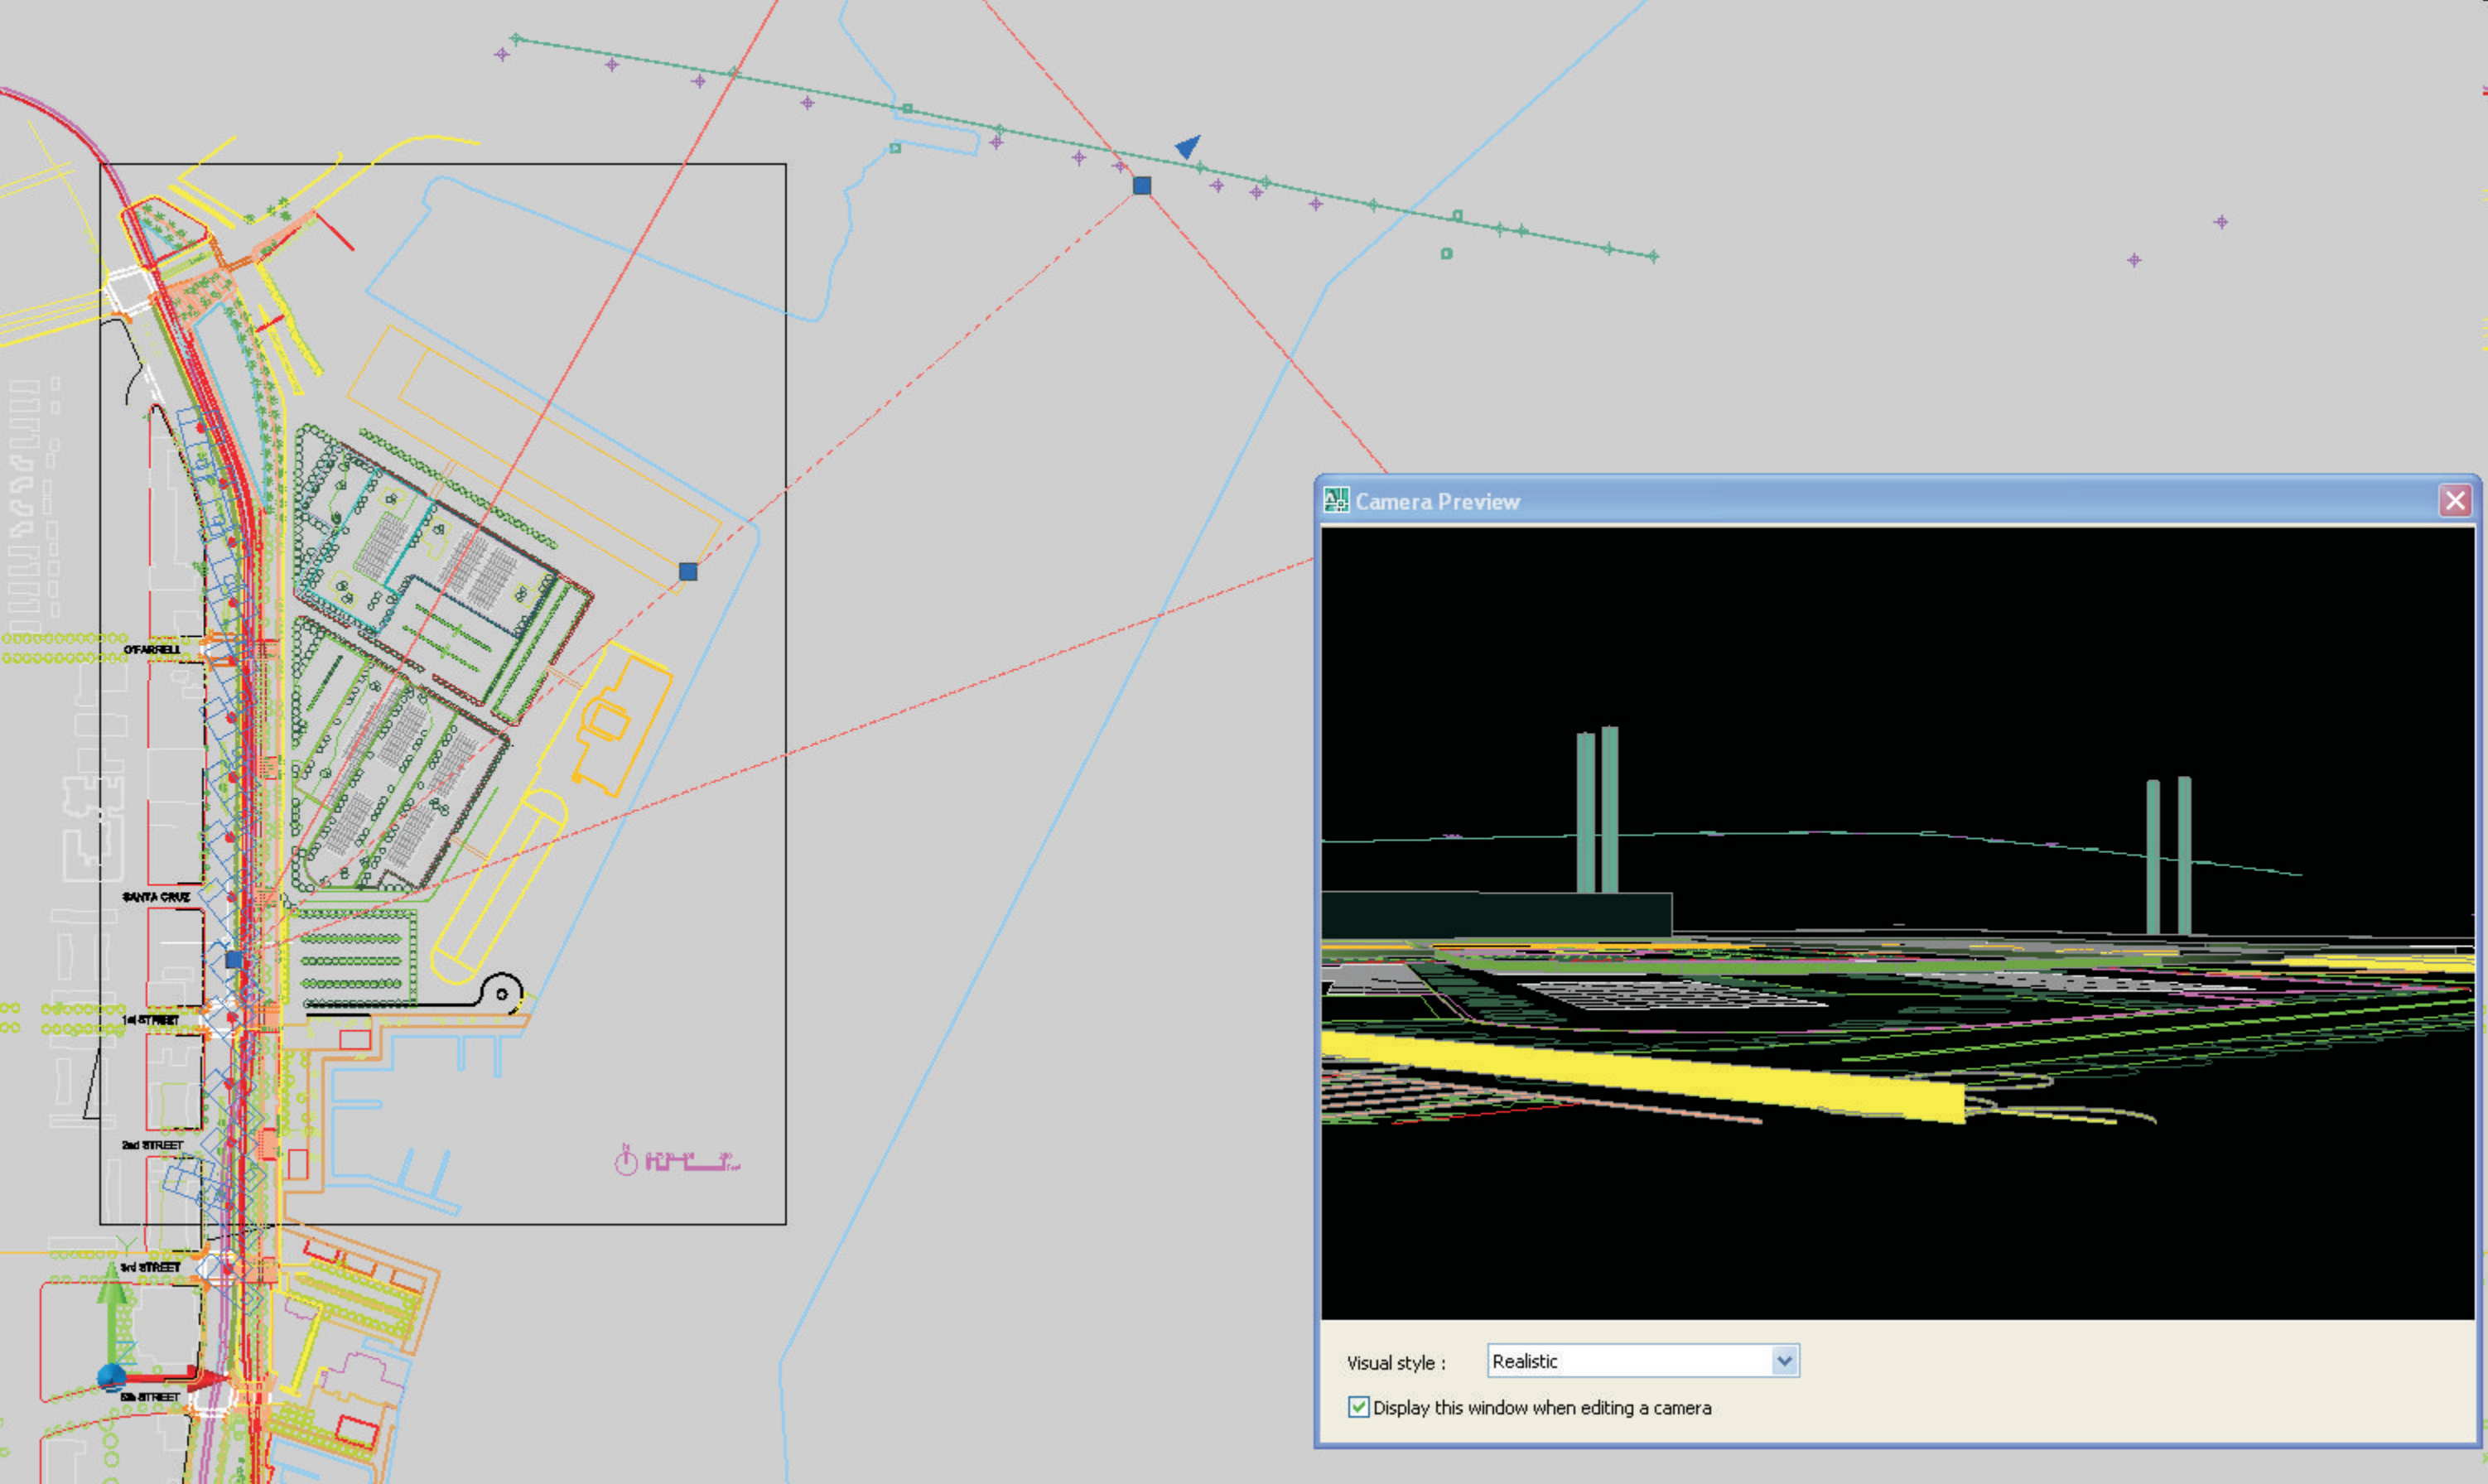 Camera Preview
O'FARRELL
SANTA CRUZ
1st STREET
2nd STREET
N
3rd STREET
Y
Z
Visual style :
Realistic
Display this window when editing a camera